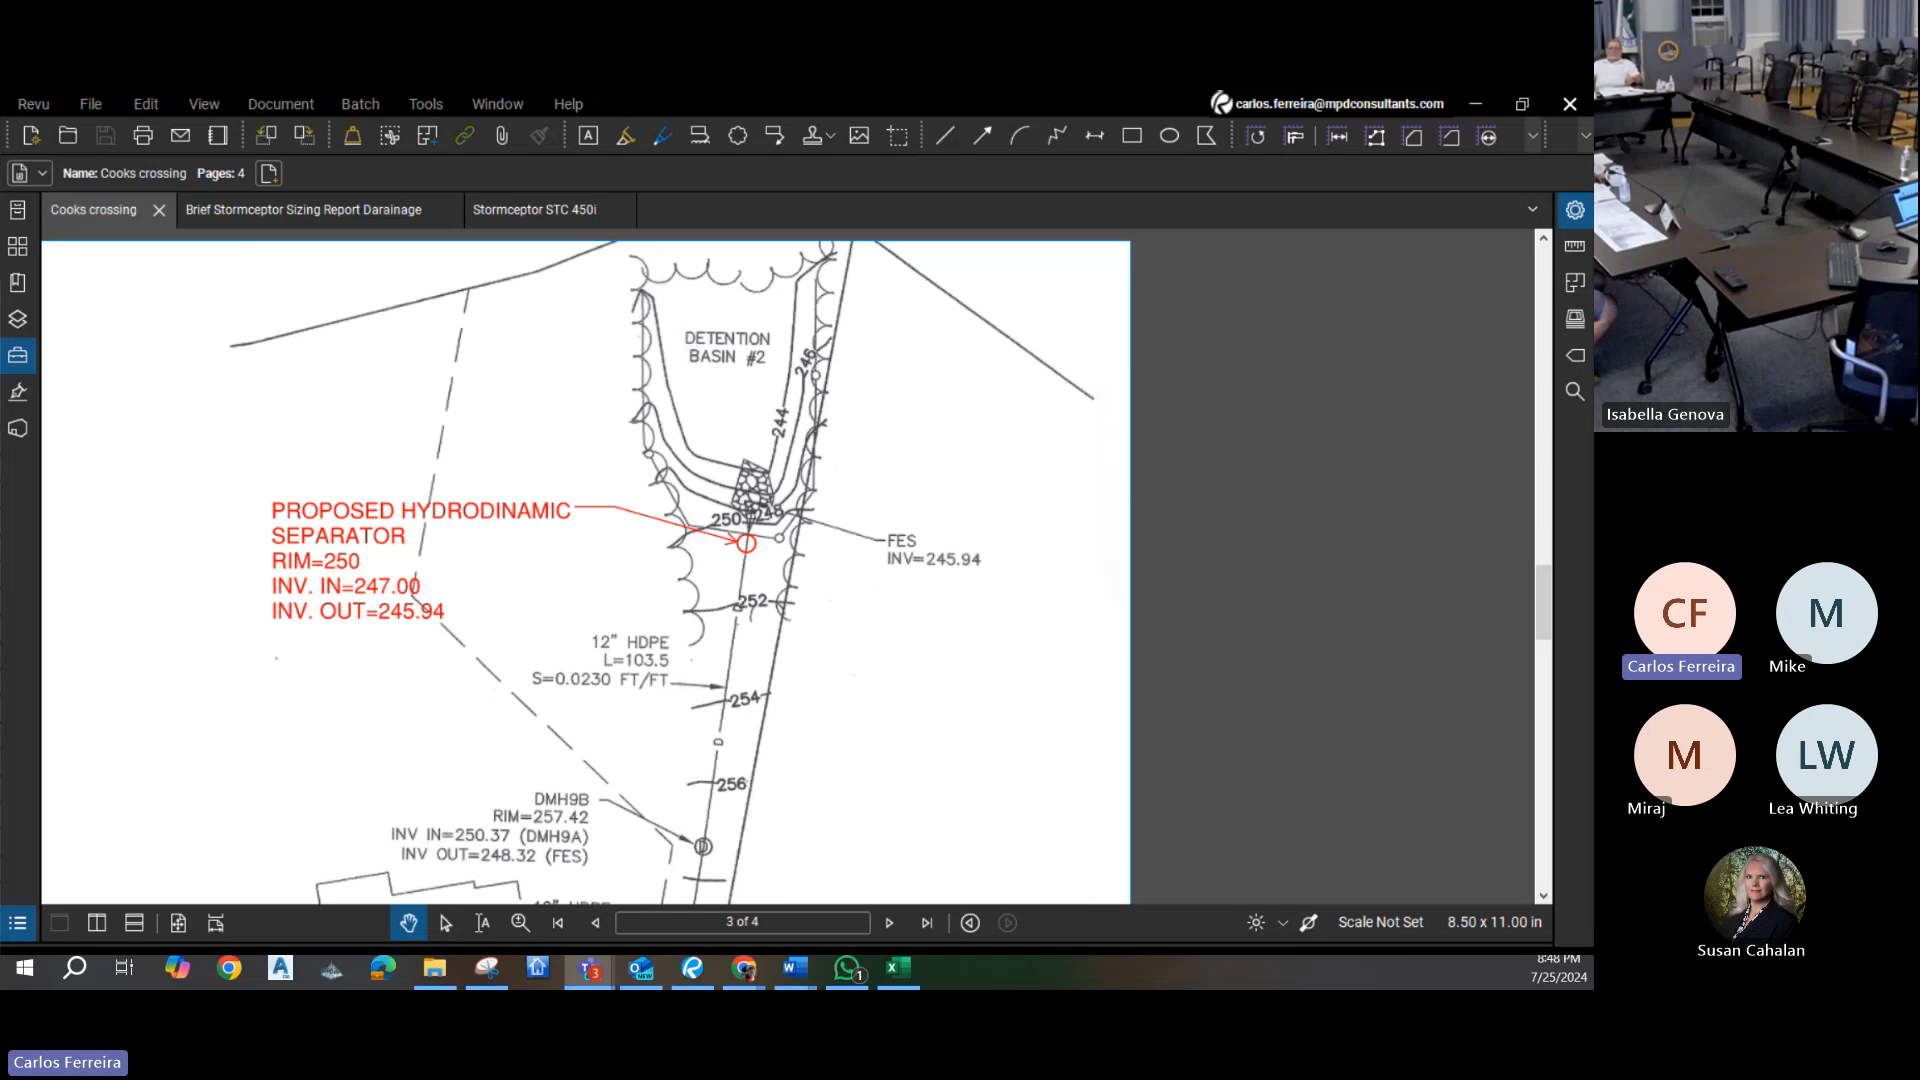 Revu File Edit View Document Batch Tools Window Help
carlos.ferreira@mpdconsultants.com
Name: Cooks crossing Pages: 4
Cooks crossing
Brief Stormceptor Sizing Report Darainage
Stormceptor STC 450i
DETENTION
BASIN #2
246
244
PROPOSED HYDRODINAMIC
SEPARATOR
RIM=250
INV. IN=247.00
INV. OUT=245.94
250
248
FES
INV=245.94
252
12" HDPE
L=103.5
S=0.0230 FT/FT
254
D
256
DMH9B
RIM=257.42
INV IN=250.37 (DMH9A)
INV OUT=248.32 (FES)
D
3 of 4
Scale Not Set
8.50 x 11.00 in
8:48 PM
7/25/2024
Isabella Genova
CF
Carlos Ferreira
M
Mike
M
Miraj
LW
Lea Whiting
Susan Cahalan
Carlos Ferreira